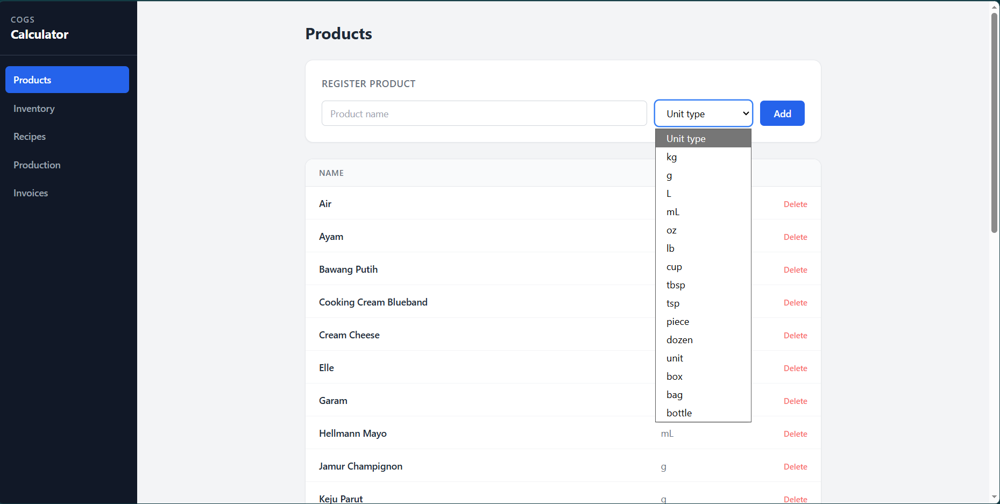 COGS
Calculator
Products
Inventory
Recipes
Production
Invoices
Products
REGISTER PRODUCT
Product name
Unit type
Add
Unit type
kg
g
L
mL
oz
lb
cup
tbsp
tsp
piece
dozen
unit
box
bag
bottle
NAME
Air Delete
Ayam Delete
Bawang Putih Delete
Cooking Cream Blueband Delete
Cream Cheese Delete
Elle Delete
Garam Delete
Hellmann Mayo mL Delete
Jamur Champignon g Delete
Keju Parut g Delete